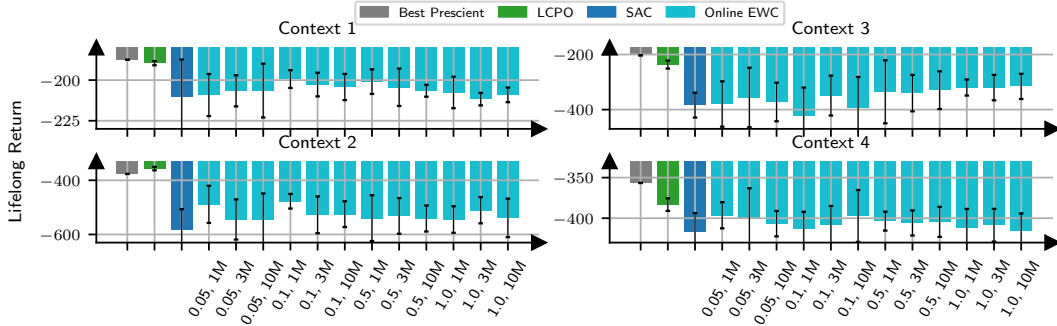 Best Prescient LCPO SAC Online EWC
Context 1
−200
−225
Context 3
−200
−400
Lifelong Return
Context 2
−400
−600
Context 4
−350
−400
0.05, 1M
0.05, 3M
0.05, 10M
0.1, 1M
0.1, 3M
0.1, 10M
0.5, 1M
0.5, 3M
0.5, 10M
1.0, 1M
1.0, 3M
1.0, 10M
0.05, 1M
0.05, 3M
0.05, 10M
0.1, 1M
0.1, 3M
0.1, 10M
0.5, 1M
0.5, 3M
0.5, 10M
1.0, 1M
1.0, 3M
1.0, 10M